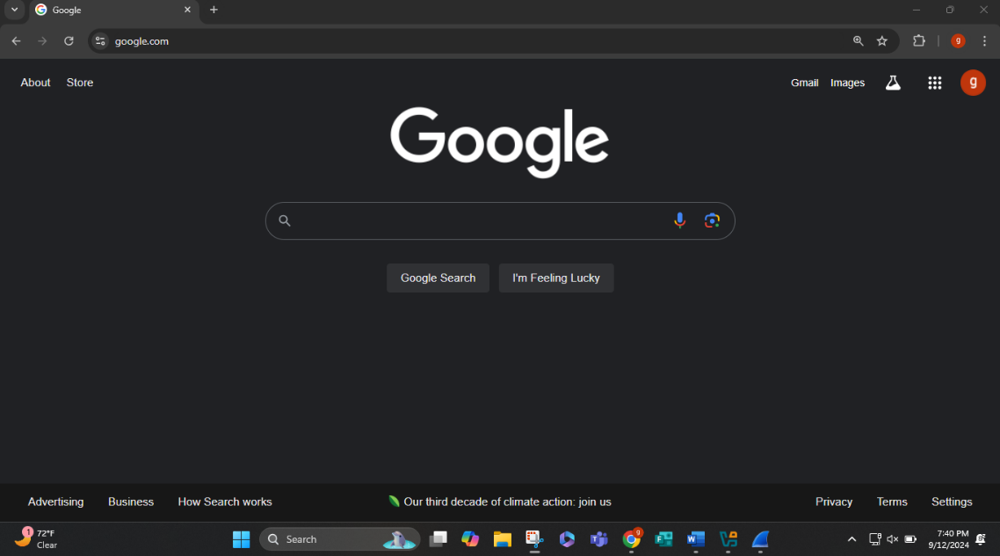 Google
google.com
g
About
Store
Gmail
Images
g
Google
Google Search
I'm Feeling Lucky
Advertising
Business
How Search works
Our third decade of climate action: join us
Privacy
Terms
Settings
1
72°F
Clear
Search
9
7:40 PM
9/12/2024